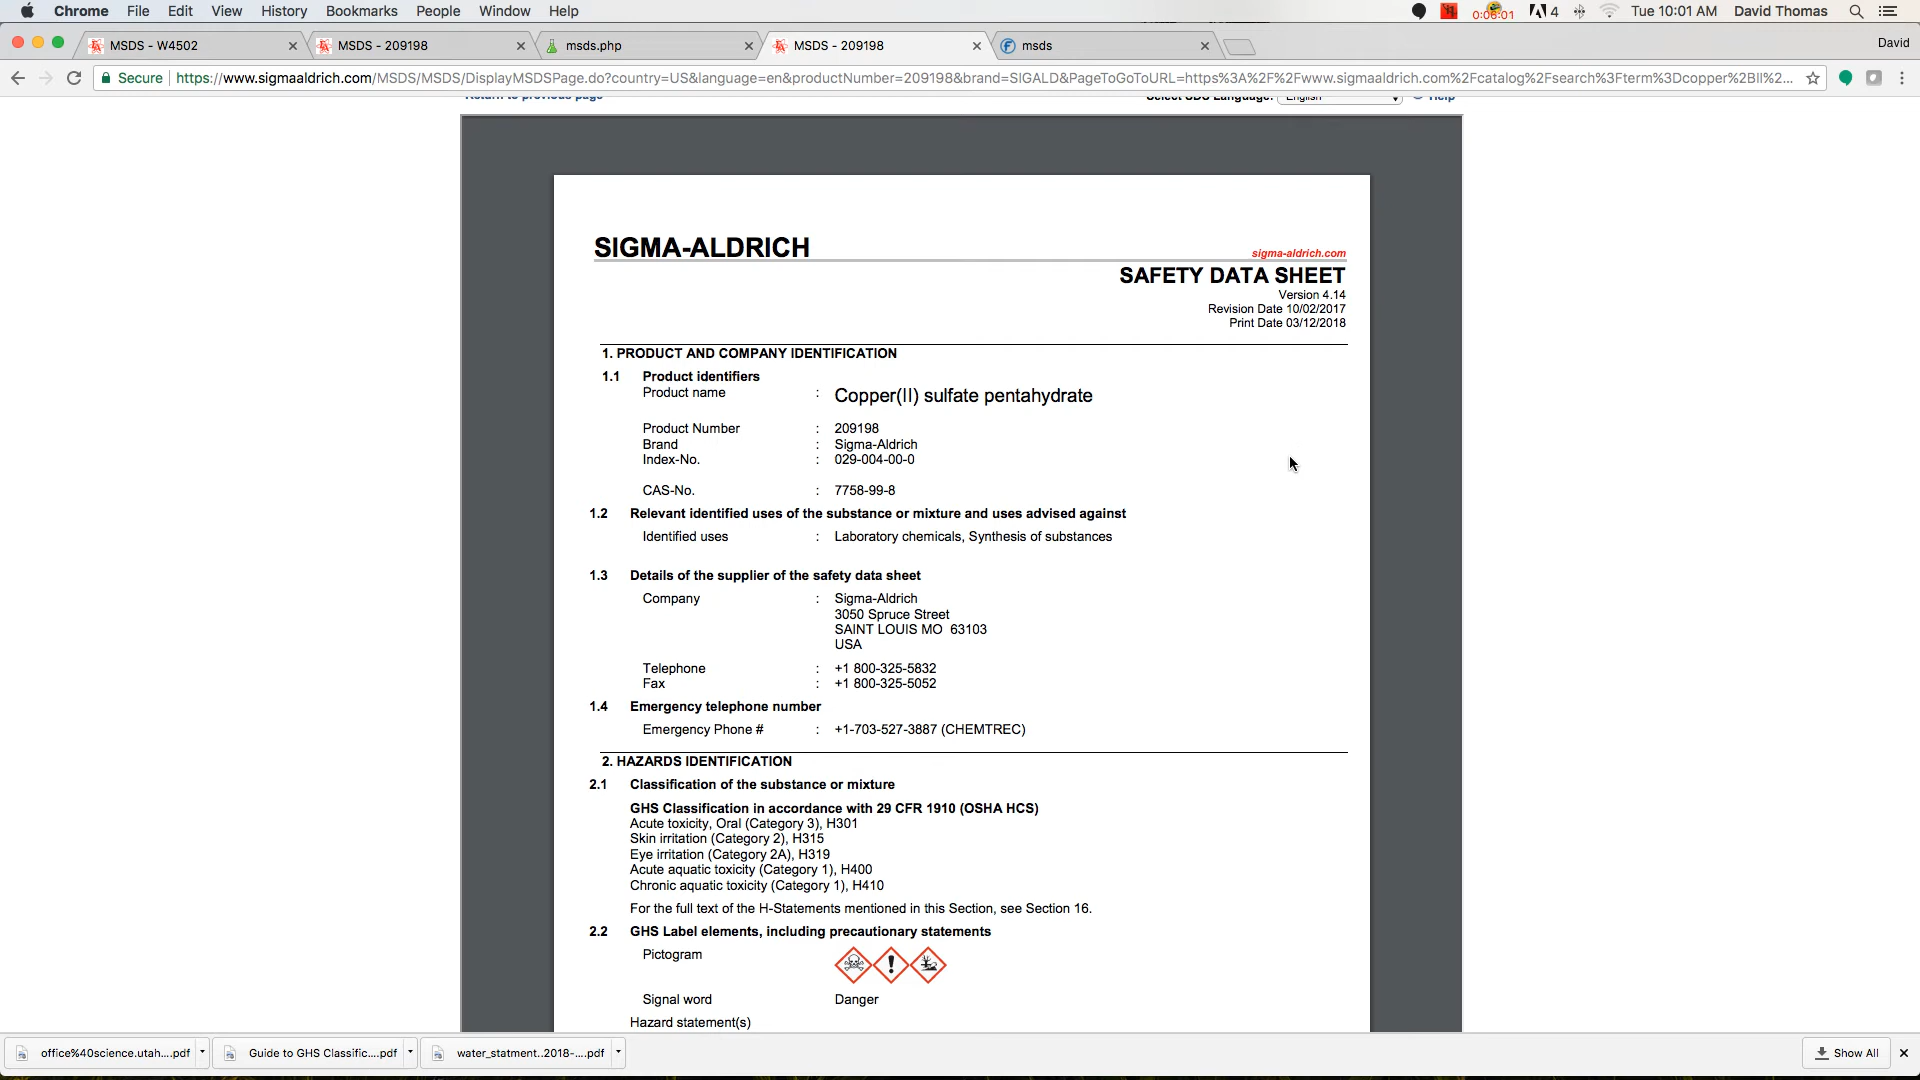 Chrome File Edit View History Bookmarks People Window Help 0:06:01 4 Tue 10:01 AM David Thomas
MSDS - W4502 MSDS - 209198 msds.php MSDS - 209198 msds David
Secure https://www.sigmaaldrich.com/MSDS/MSDS/DisplayMSDSPage.do?country=US&language=en&productNumber=209198&brand=SIGALD&PageToGoToURL=https%3A%2F%2Fwww.sigmaaldrich.com%2Fcatalog%2Fsearch%3Fterm%3Dcopper%2BII%2...
Return to previous page Select SDS Language: English Help
SIGMA-ALDRICH
sigma-aldrich.com
SAFETY DATA SHEET
Version 4.14
Revision Date 10/02/2017
Print Date 03/12/2018
1. PRODUCT AND COMPANY IDENTIFICATION
1.1 Product identifiers
Product name : Copper(II) sulfate pentahydrate
Product Number : 209198
Brand : Sigma-Aldrich
Index-No. : 029-004-00-0
CAS-No. : 7758-99-8
1.2 Relevant identified uses of the substance or mixture and uses advised against
Identified uses : Laboratory chemicals, Synthesis of substances
1.3 Details of the supplier of the safety data sheet
Company : Sigma-Aldrich
3050 Spruce Street
SAINT LOUIS MO 63103
USA
Telephone : +1 800-325-5832
Fax : +1 800-325-5052
1.4 Emergency telephone number
Emergency Phone # : +1-703-527-3887 (CHEMTREC)
2. HAZARDS IDENTIFICATION
2.1 Classification of the substance or mixture
GHS Classification in accordance with 29 CFR 1910 (OSHA HCS)
Acute toxicity, Oral (Category 3), H301
Skin irritation (Category 2), H315
Eye irritation (Category 2A), H319
Acute aquatic toxicity (Category 1), H400
Chronic aquatic toxicity (Category 1), H410
For the full text of the H-Statements mentioned in this Section, see Section 16.
2.2 GHS Label elements, including precautionary statements
Pictogram
Signal word Danger
Hazard statement(s)
office%40science.utah....pdf Guide to GHS Classific....pdf water_statment..2018-....pdf Show All